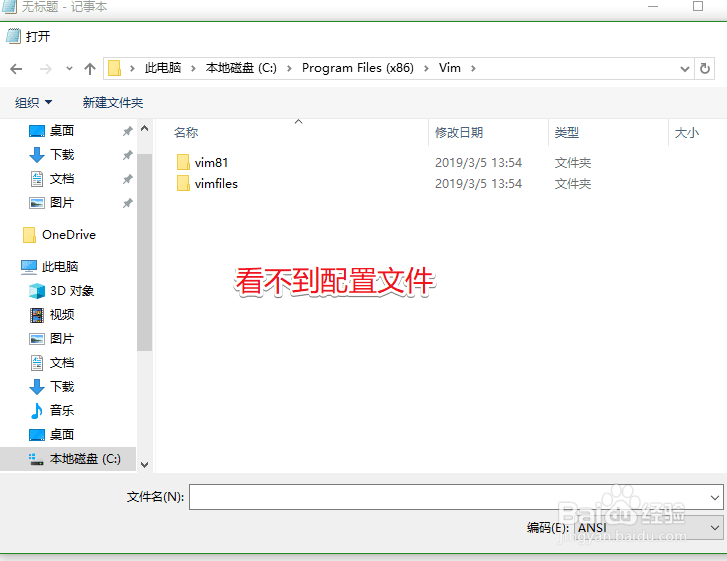 无标题 - 记事本
打开
此电脑 > 本地磁盘 (C:) > Program Files (x86) > Vim >
组织 新建文件夹
名称 修改日期 类型 大小
vim81 2019/3/5 13:54 文件夹
vimfiles 2019/3/5 13:54 文件夹
桌面
下载
文档
图片
OneDrive
此电脑
3D 对象
视频
图片
文档
下载
音乐
桌面
本地磁盘 (C:)
看不到配置文件
文件名(N):
编码(E): ANSI
Baidu经验
jingyan.baidu.com